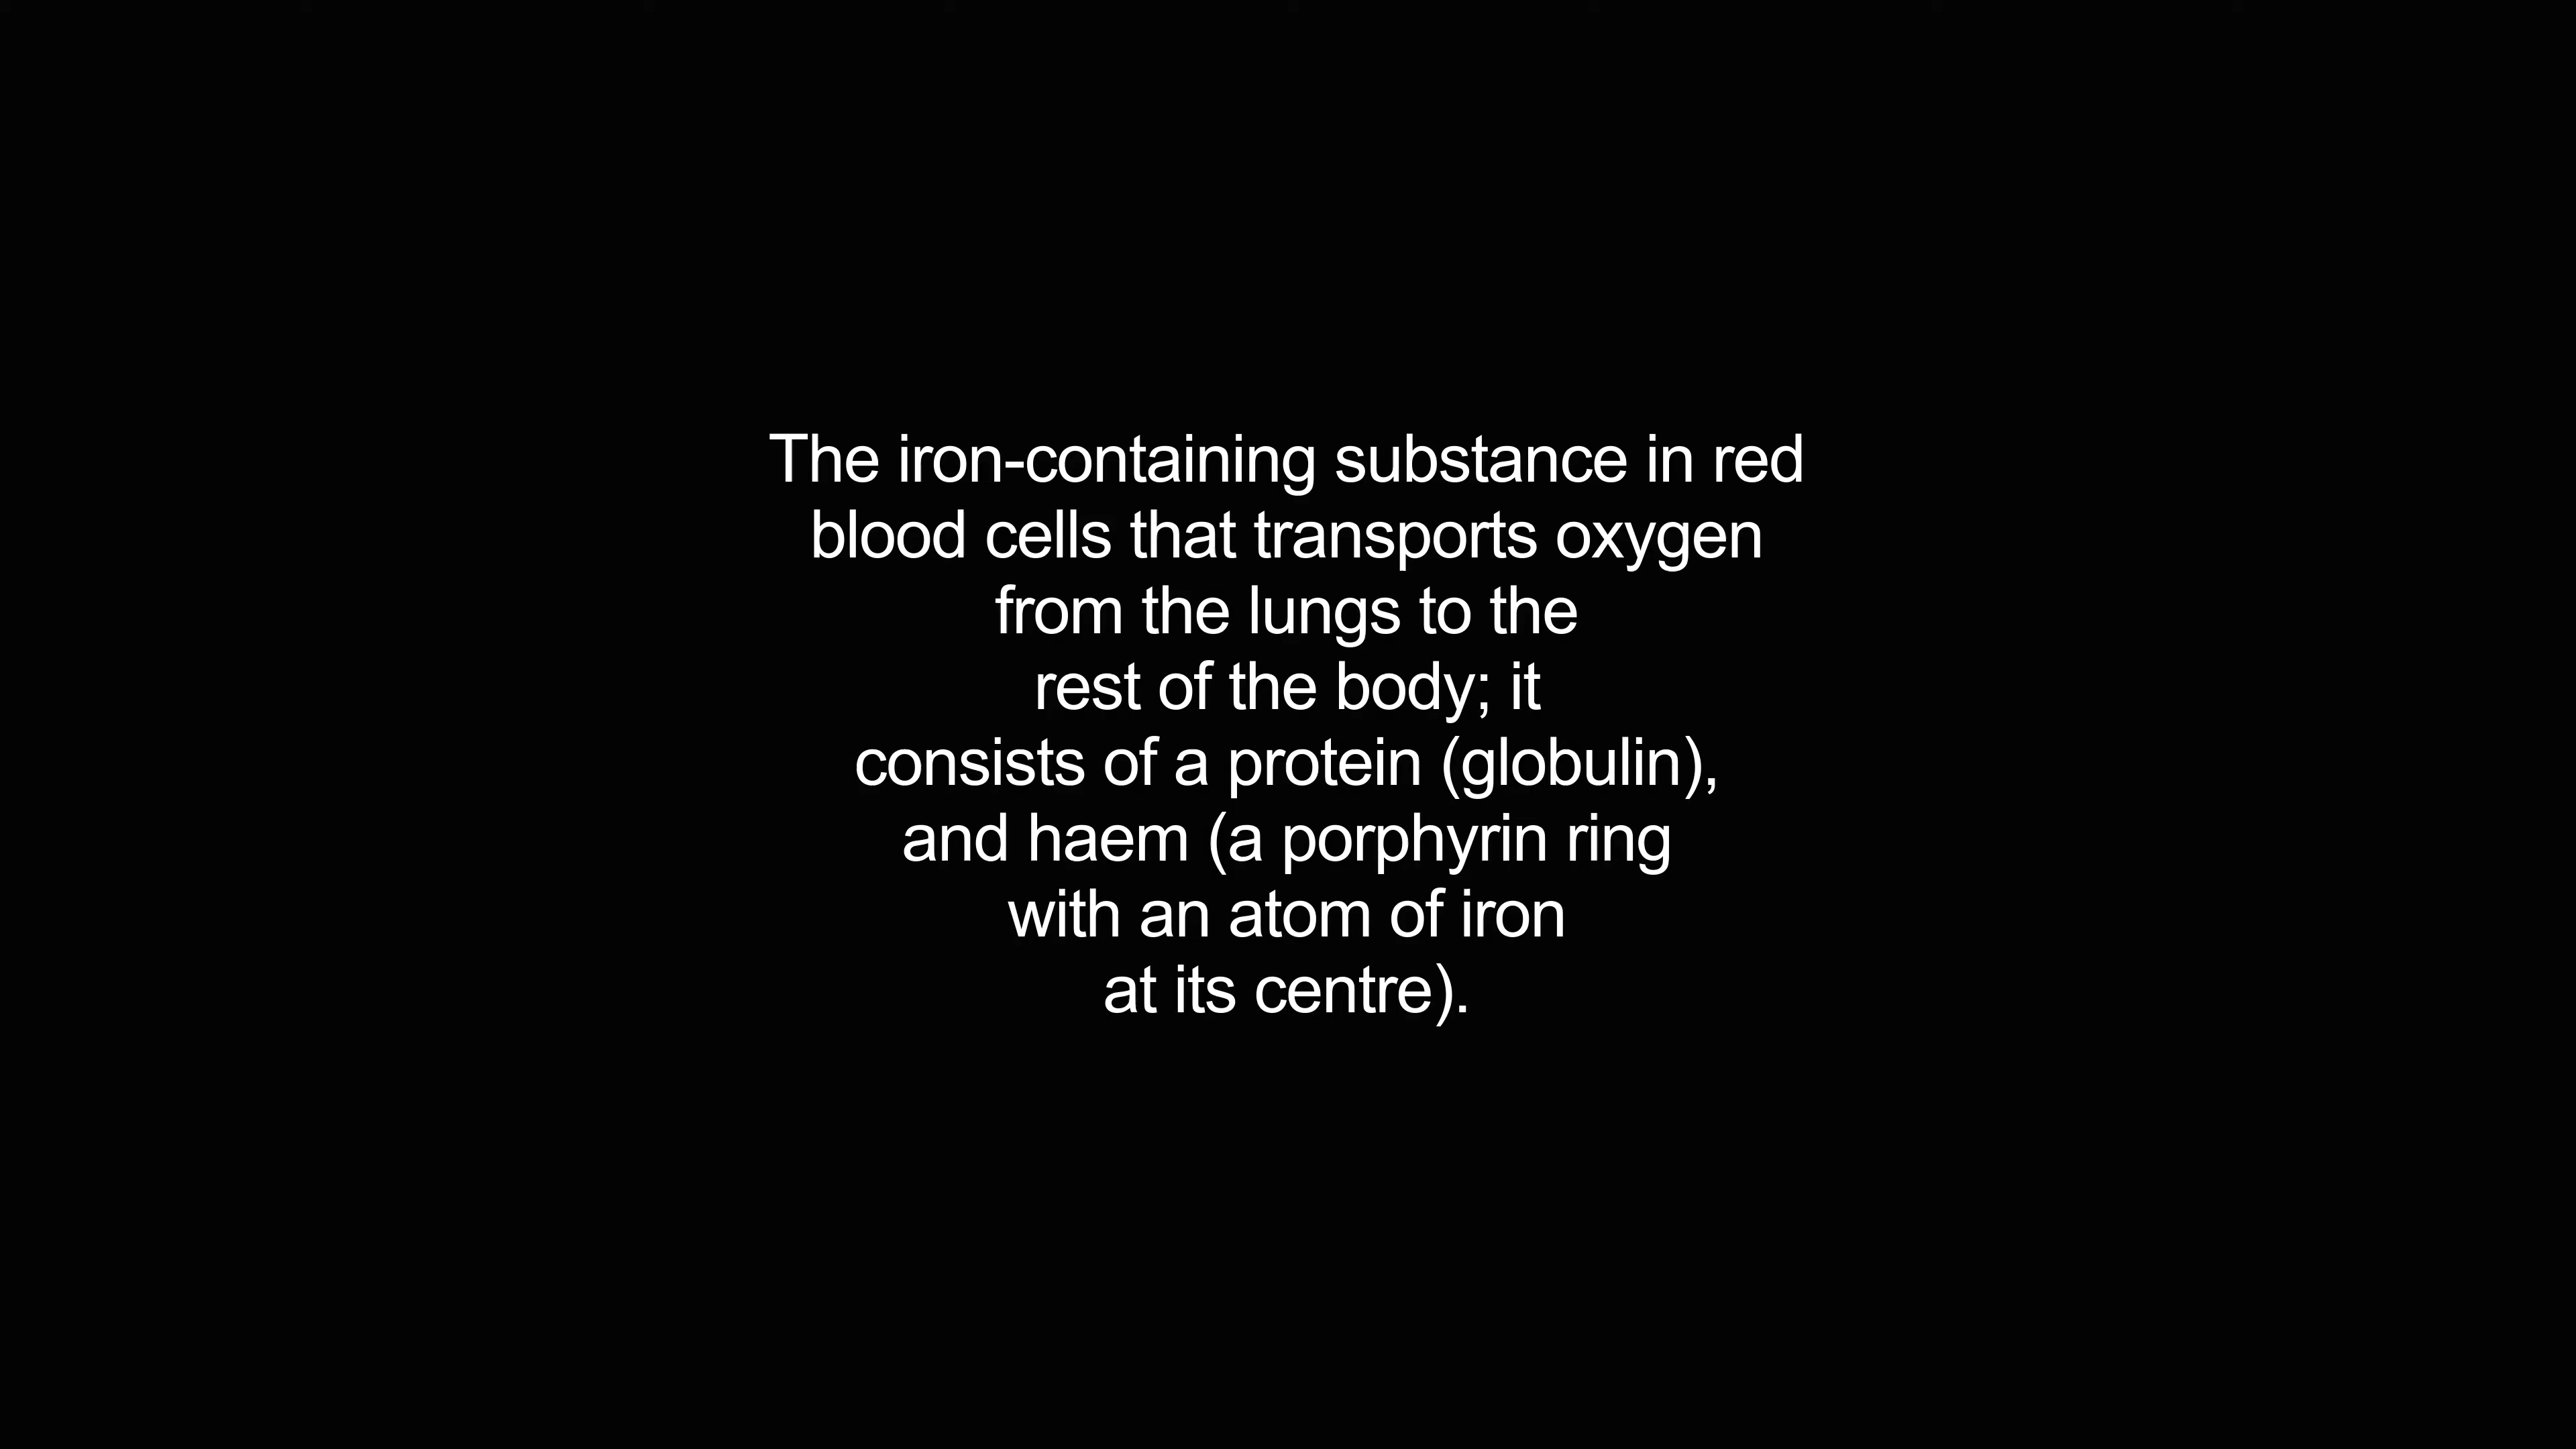 The iron-containing substance in red
blood cells that transports oxygen
from the lungs to the
rest of the body; it
consists of a protein (globulin),
and haem (a porphyrin ring
with an atom of iron
at its centre).